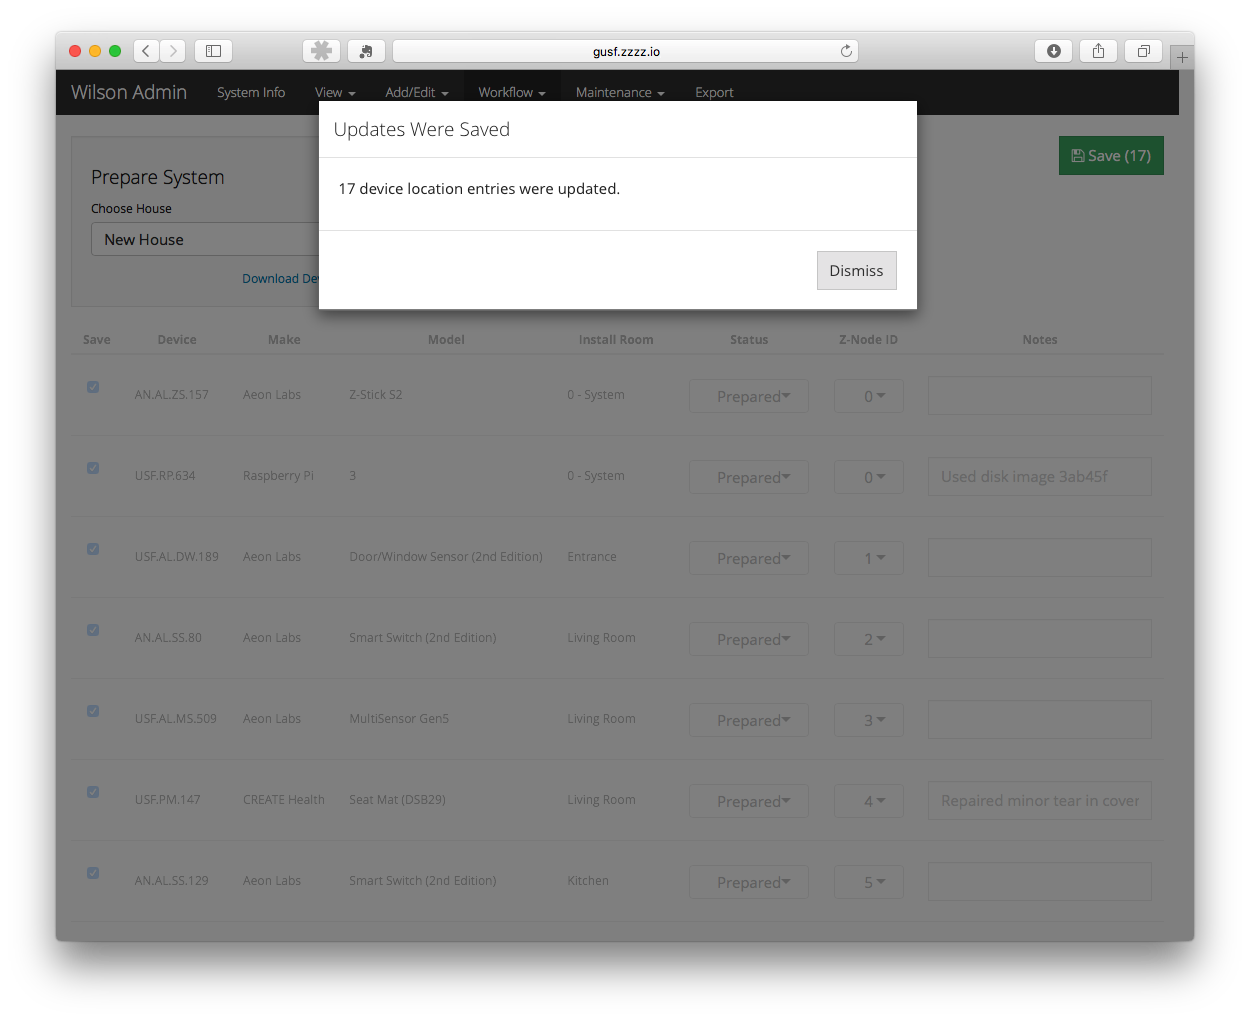 gusf.zzzz.io
Wilson Admin System Info View Add/Edit Workflow Maintenance Export
Updates Were Saved
17 device location entries were updated.
Dismiss
Save (17)
Prepare System
Choose House
New House
Download De
Save Device Make Model Install Room Status Z-Node ID Notes
AN.AL.ZS.157 Aeon Labs Z-Stick S2 0 - System Prepared 0
USF.RP.634 Raspberry Pi 3 0 - System Prepared 0 Used disk image 3ab45f
USF.AL.DW.189 Aeon Labs Door/Window Sensor (2nd Edition) Entrance Prepared 1
AN.AL.SS.80 Aeon Labs Smart Switch (2nd Edition) Living Room Prepared 2
USF.AL.MS.509 Aeon Labs MultiSensor Gen5 Living Room Prepared 3
USF.PM.147 CREATE Health Seat Mat (DSB29) Living Room Prepared 4 Repaired minor tear in cover
AN.AL.SS.129 Aeon Labs Smart Switch (2nd Edition) Kitchen Prepared 5